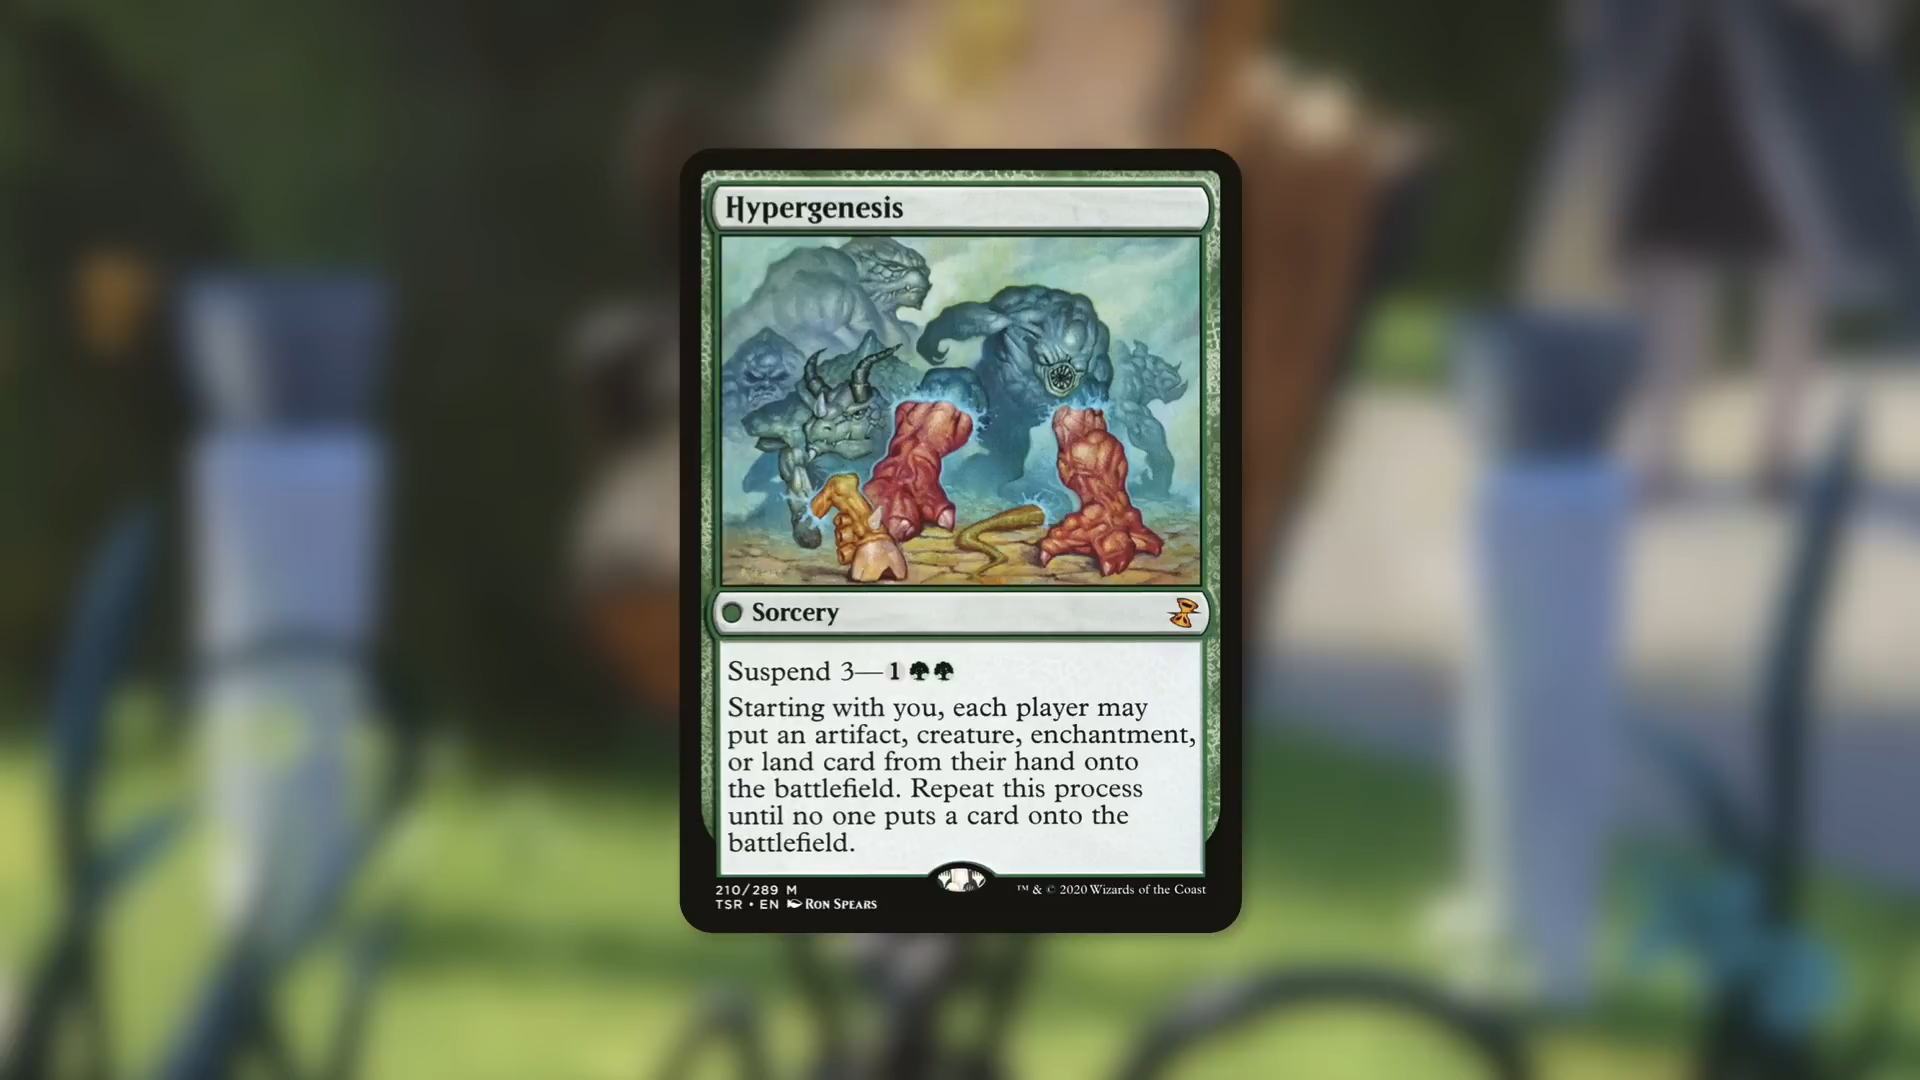 Hypergenesis
Sorcery
Suspend 3—1
Starting with you, each player may
put an artifact, creature, enchantment,
or land card from their hand onto
the battlefield. Repeat this process
until no one puts a card onto the
battlefield.
210/289 M
TSR • EN Ron Spears
™ & © 2020 Wizards of the Coast